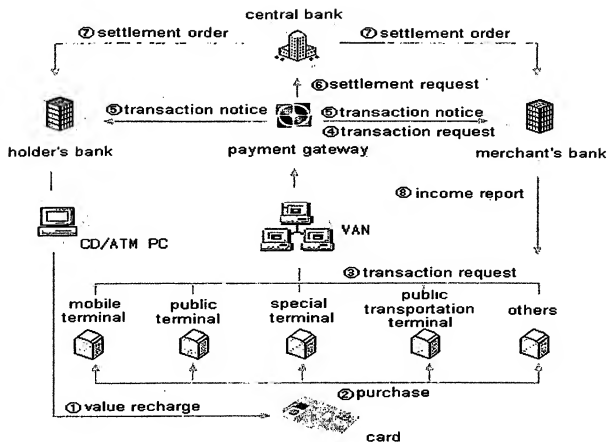 central bank
⑦settlement order
⑦settlement order
⑥settlement request
⑤transaction notice
⑤transaction notice
④transaction request
holder's bank
payment gateway
merchant's bank
⑧ income report
CD/ATM PC
VAN
③transaction request
mobile terminal
public terminal
special terminal
public transportation terminal
others
②purchase
①value recharge
card